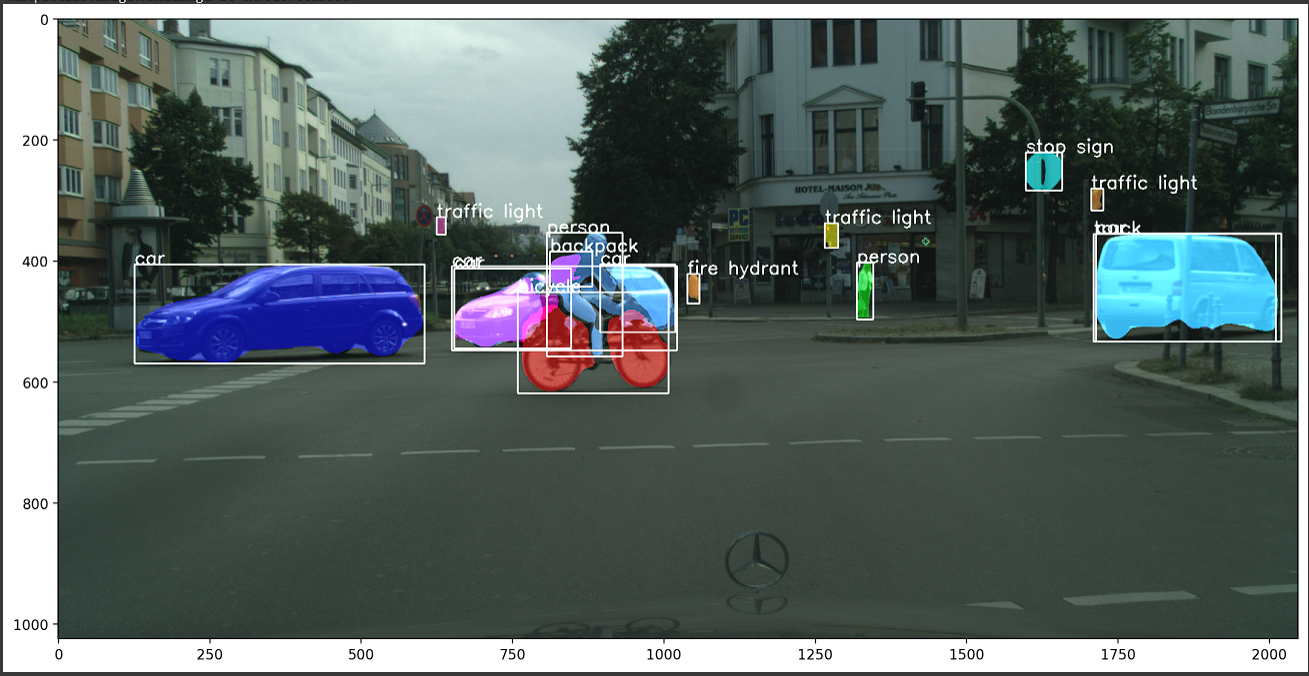 0
200
400
600
800
1000
0
250
500
750
1000
1250
1500
1750
2000
stop sign
traffic light
traffic light
traffic light
person
backpack
car
car
car
bicycle
fire hydrant
person
truck
HOTEL-MAISON
PC